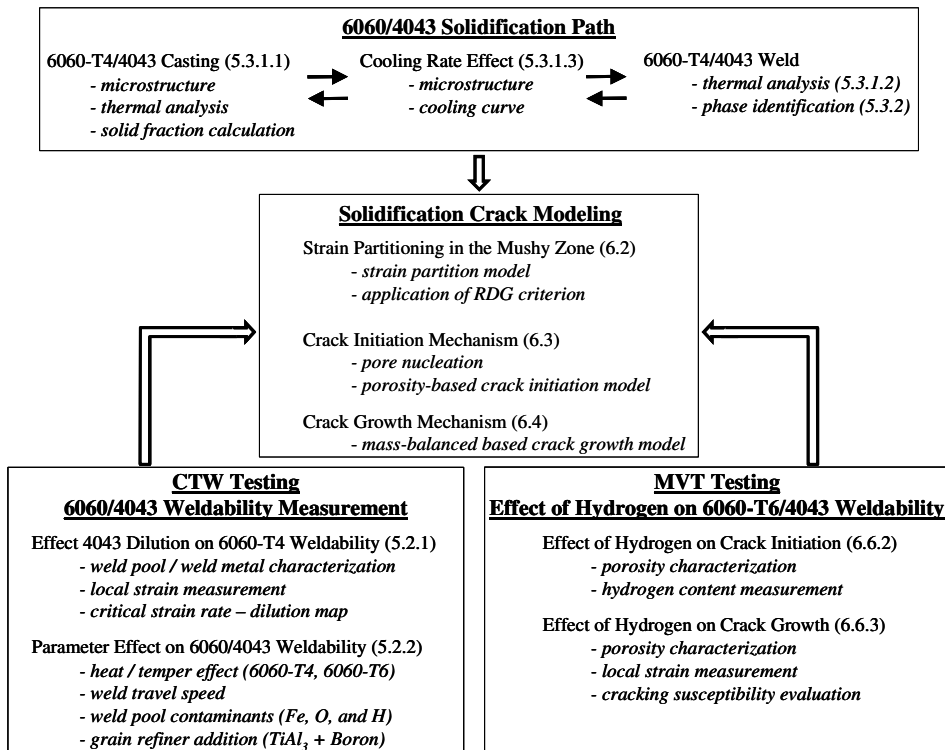 6060/4043 Solidification Path
6060-T4/4043 Casting (5.3.1.1)
- microstructure
- thermal analysis
- solid fraction calculation
Cooling Rate Effect (5.3.1.3)
- microstructure
- cooling curve
6060-T4/4043 Weld
- thermal analysis (5.3.1.2)
- phase identification (5.3.2)
Solidification Crack Modeling
Strain Partitioning in the Mushy Zone (6.2)
- strain partition model
- application of RDG criterion
Crack Initiation Mechanism (6.3)
- pore nucleation
- porosity-based crack initiation model
Crack Growth Mechanism (6.4)
- mass-balanced based crack growth model
CTW Testing
6060/4043 Weldability Measurement
Effect 4043 Dilution on 6060-T4 Weldability (5.2.1)
- weld pool / weld metal characterization
- local strain measurement
- critical strain rate – dilution map
Parameter Effect on 6060/4043 Weldability (5.2.2)
- heat / temper effect (6060-T4, 6060-T6)
- weld travel speed
- weld pool contaminants (Fe, O, and H)
- grain refiner addition (TiAl3 + Boron)
MVT Testing
Effect of Hydrogen on 6060-T6/4043 Weldability
Effect of Hydrogen on Crack Initiation (6.6.2)
- porosity characterization
- hydrogen content measurement
Effect of Hydrogen on Crack Growth (6.6.3)
- porosity characterization
- local strain measurement
- cracking susceptibility evaluation